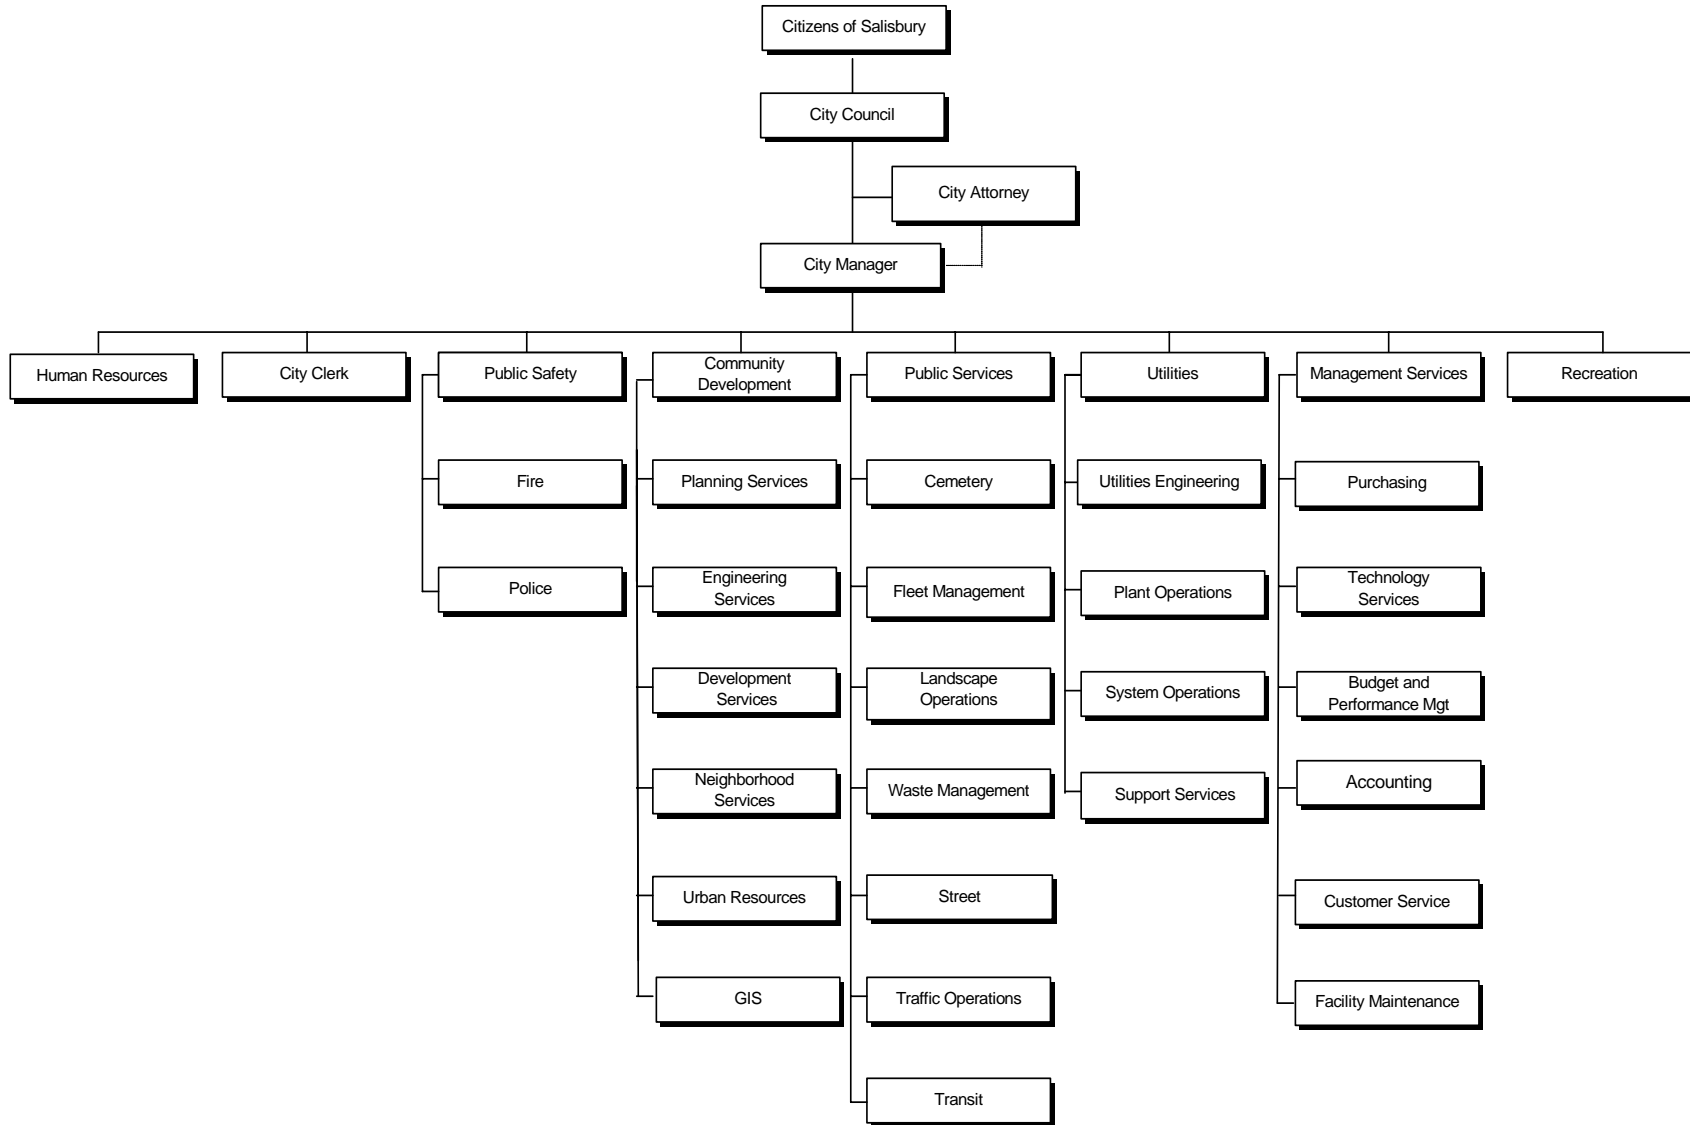 Citizens of Salisbury
City Council
City Attorney
City Manager
Human Resources
City Clerk
Public Safety
Community
Development
Public Services
Utilities
Management Services
Recreation
Fire
Planning Services
Cemetery
Utilities Engineering
Purchasing
Police
Engineering
Services
Fleet Management
Plant Operations
Technology
Services
Development
Services
Landscape
Operations
System Operations
Budget and
Performance Mgt
Neighborhood
Services
Waste Management
Support Services
Accounting
Urban Resources
Street
Customer Service
GIS
Traffic Operations
Facility Maintenance
Transit